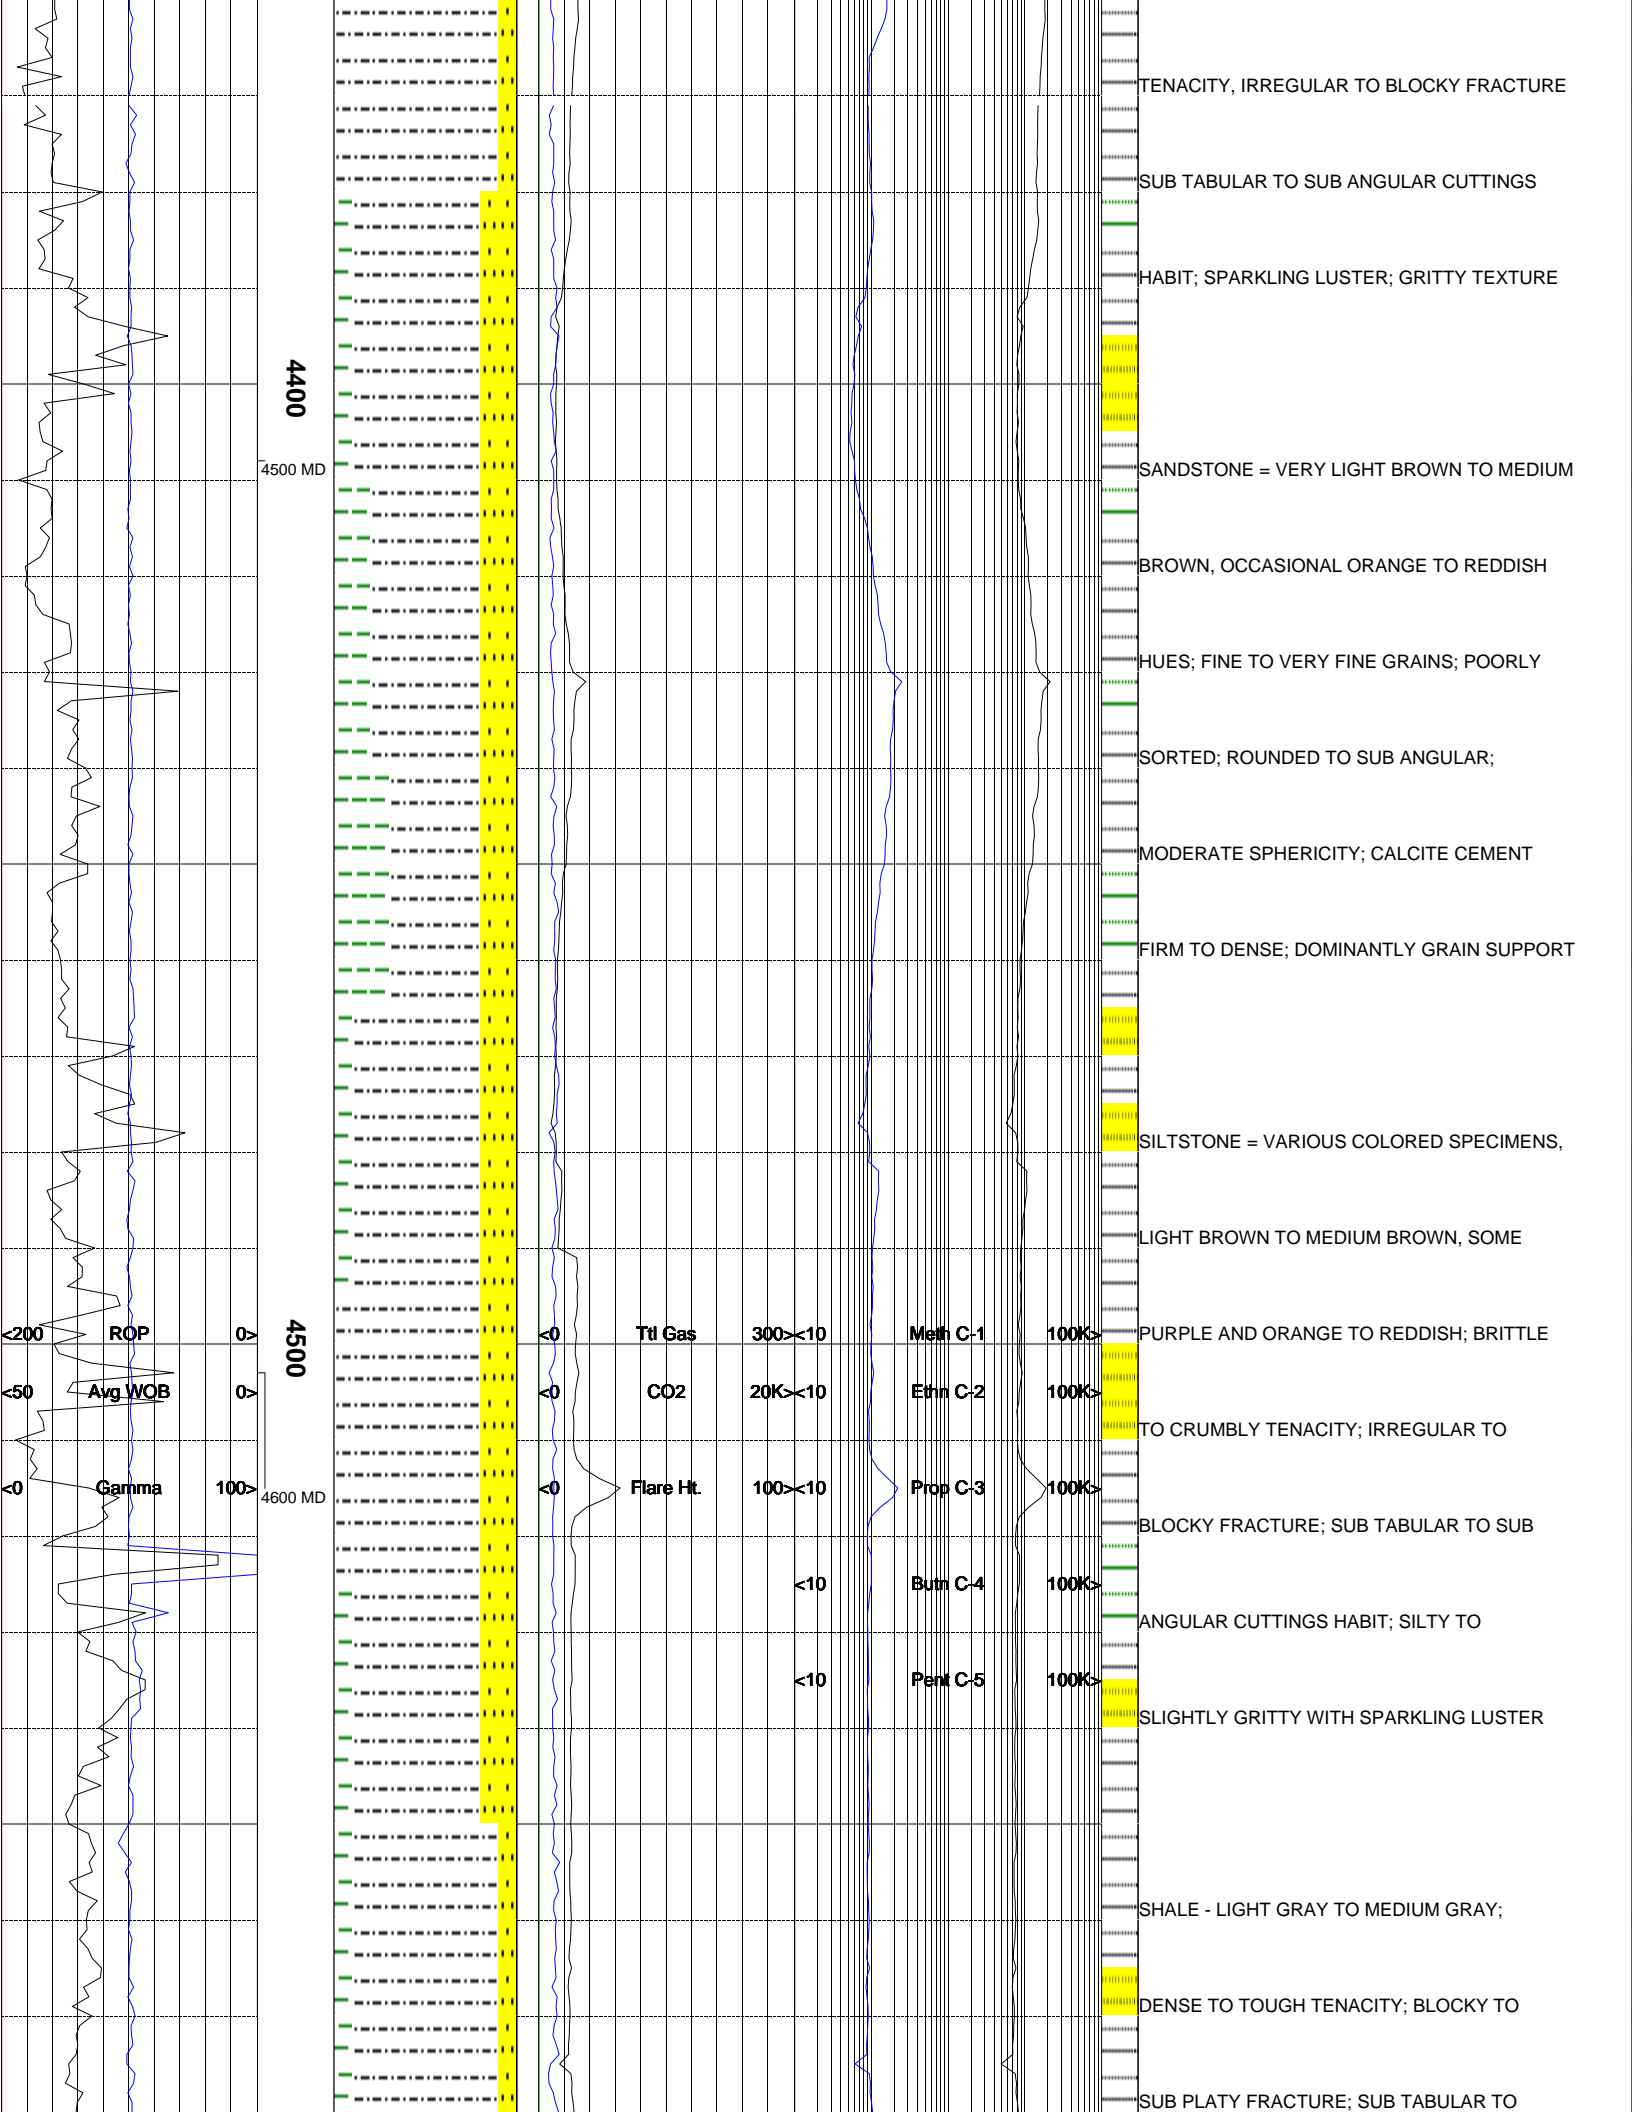 TENACITY, IRREGULAR TO BLOCKY FRACTURE
SUB TABULAR TO SUB ANGULAR CUTTINGS
HABIT; SPARKLING LUSTER; GRITTY TEXTURE
4400
4500 MD
SANDSTONE = VERY LIGHT BROWN TO MEDIUM
BROWN, OCCASIONAL ORANGE TO REDDISH
HUES; FINE TO VERY FINE GRAINS; POORLY
SORTED; ROUNDED TO SUB ANGULAR;
MODERATE SPHERICITY; CALCITE CEMENT
FIRM TO DENSE; DOMINANTLY GRAIN SUPPORT
SILTSTONE = VARIOUS COLORED SPECIMENS,
LIGHT BROWN TO MEDIUM BROWN, SOME
4500
<200 ROP 0> <0 Ttl Gas 300> <10 Meth C-1 100K>
PURPLE AND ORANGE TO REDDISH; BRITTLE
<50 Avg WOB 0> <0 CO2 20K> <10 Ethn C-2 100K>
TO CRUMBLY TENACITY; IRREGULAR TO
<0 Gamma 100> <0 Flare Ht. 100> <10 Prop C-3 100K>
4600 MD
BLOCKY FRACTURE; SUB TABULAR TO SUB
<10 Butn C-4 100K>
ANGULAR CUTTINGS HABIT; SILTY TO
<10 Pent C-5 100K>
SLIGHTLY GRITTY WITH SPARKLING LUSTER
SHALE - LIGHT GRAY TO MEDIUM GRAY;
DENSE TO TOUGH TENACITY; BLOCKY TO
SUB PLATY FRACTURE; SUB TABULAR TO